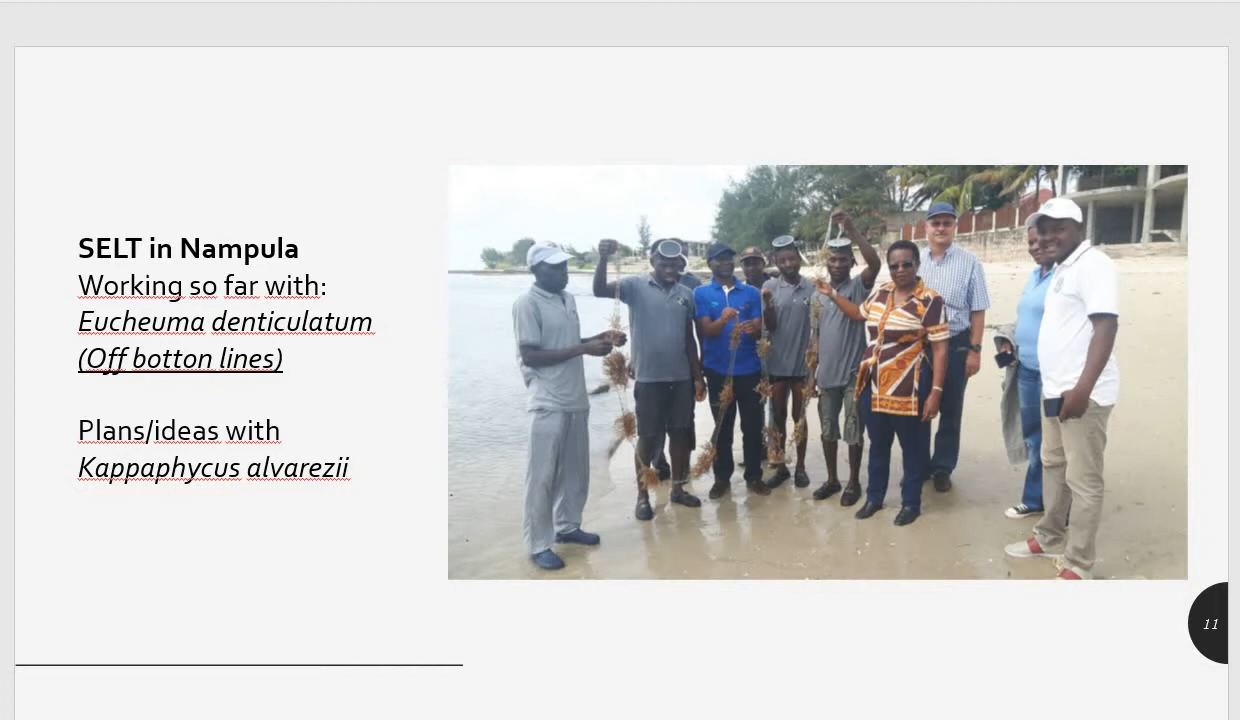 SELT in Nampula
Working so far with:
Eucheuma denticulatum
(Off botton lines)
Plans/ideas with
Kappaphycus alvarezii
11